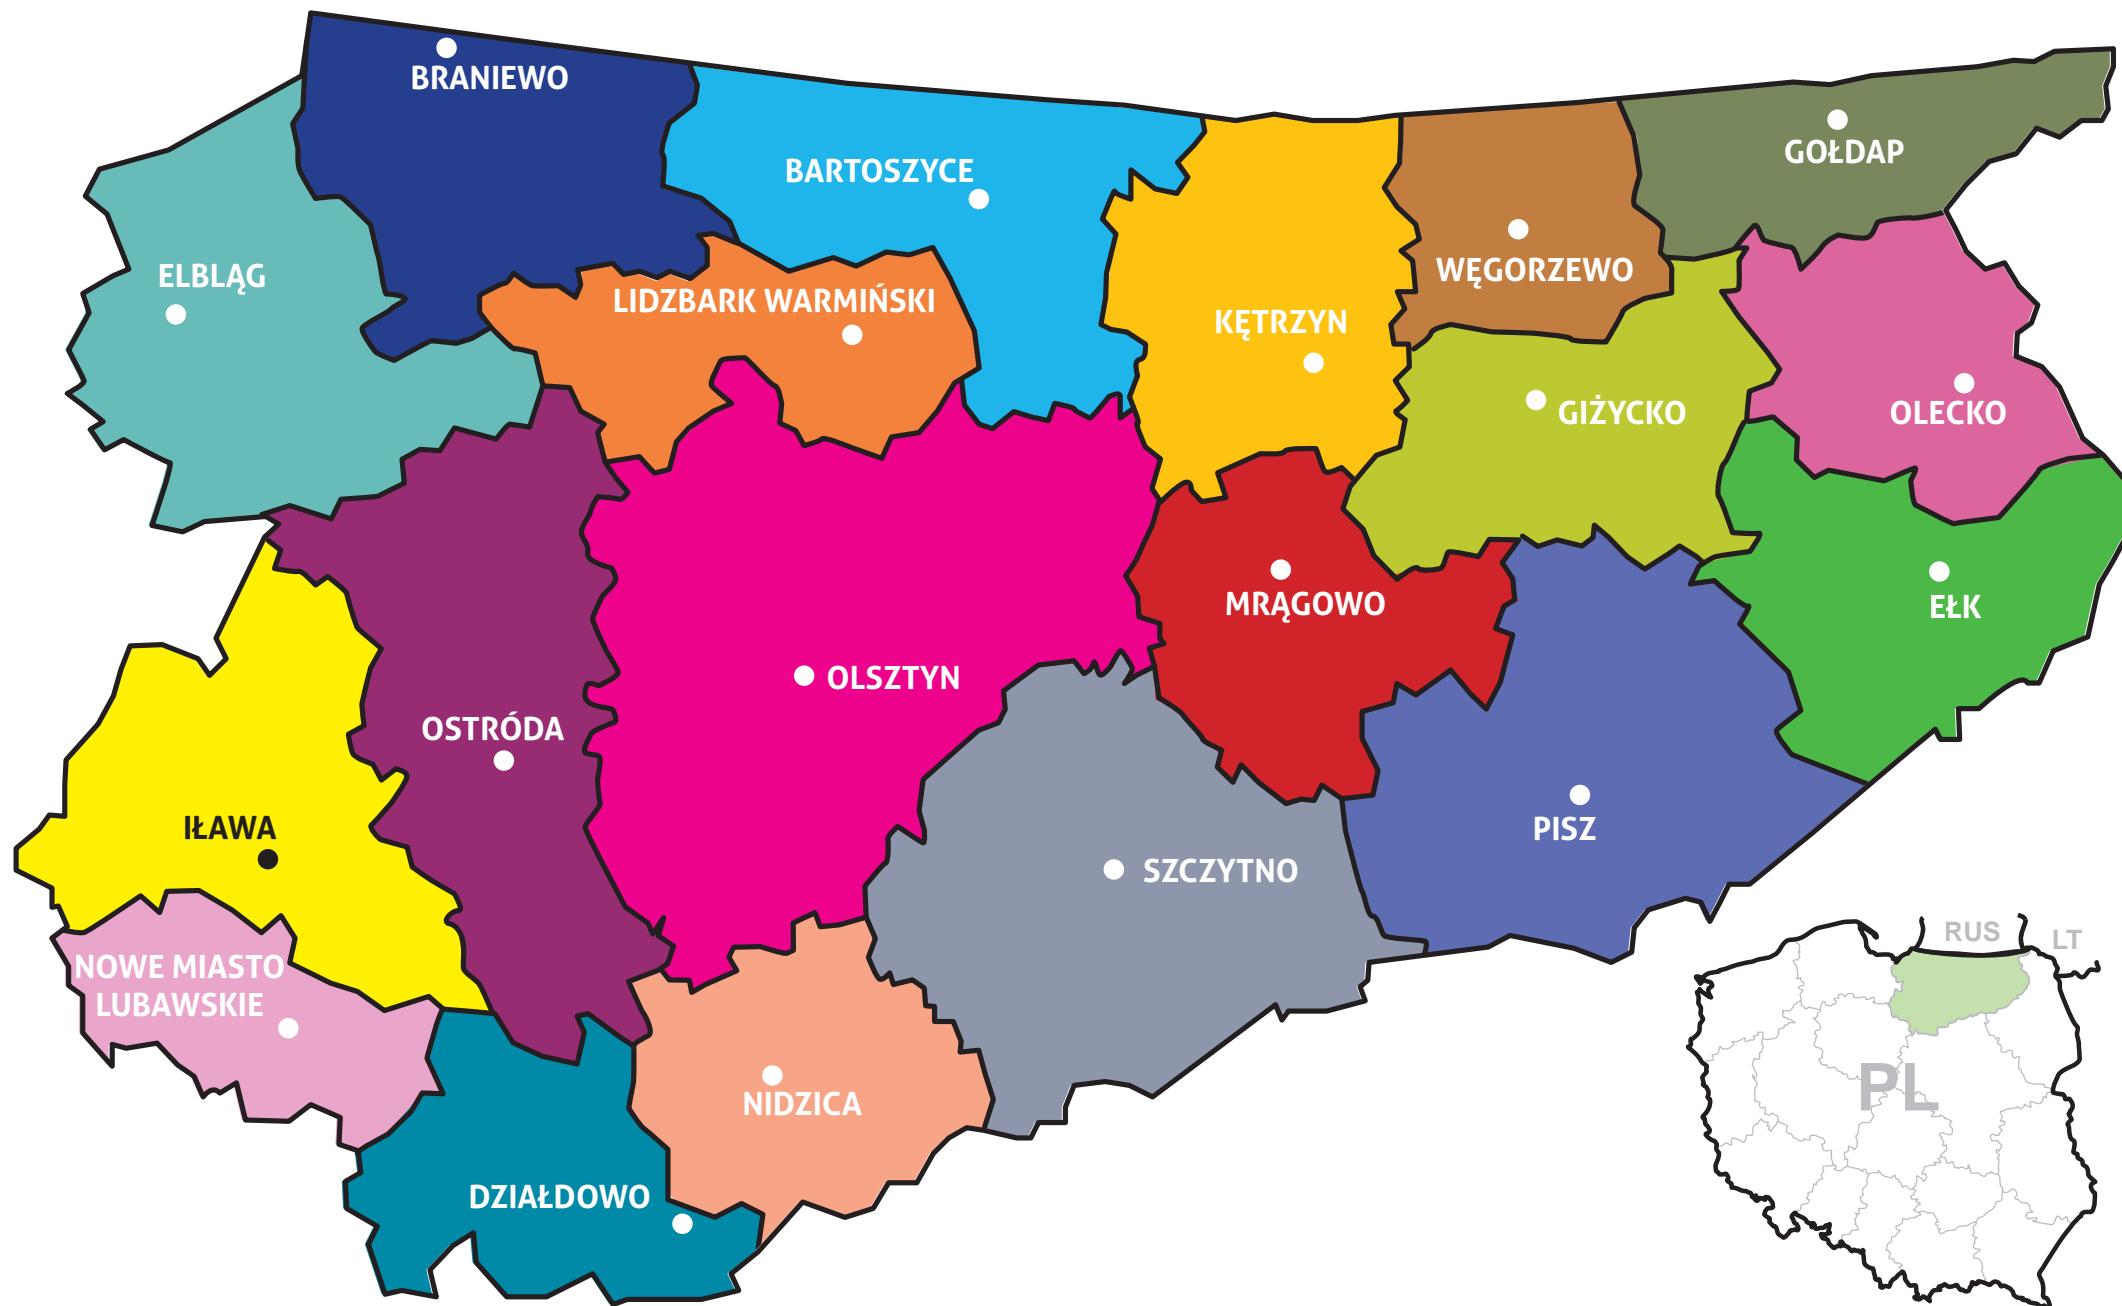 BRANIEWO
BARTOSZYCE
GOŁDAP
ELBLĄG
LIDZBARK WARMIŃSKI
WĘGORZEWO
KĘTRZYN
GIŻYCKO
OLECKO
MRĄGOWO
EŁK
OLSZTYN
OSTRÓDA
IŁAWA
SZCZYTNO
PISZ
NOWE MIASTO
LUBAWSKIE
NIDZICA
DZIAŁDOWO
RUS
LT
PL